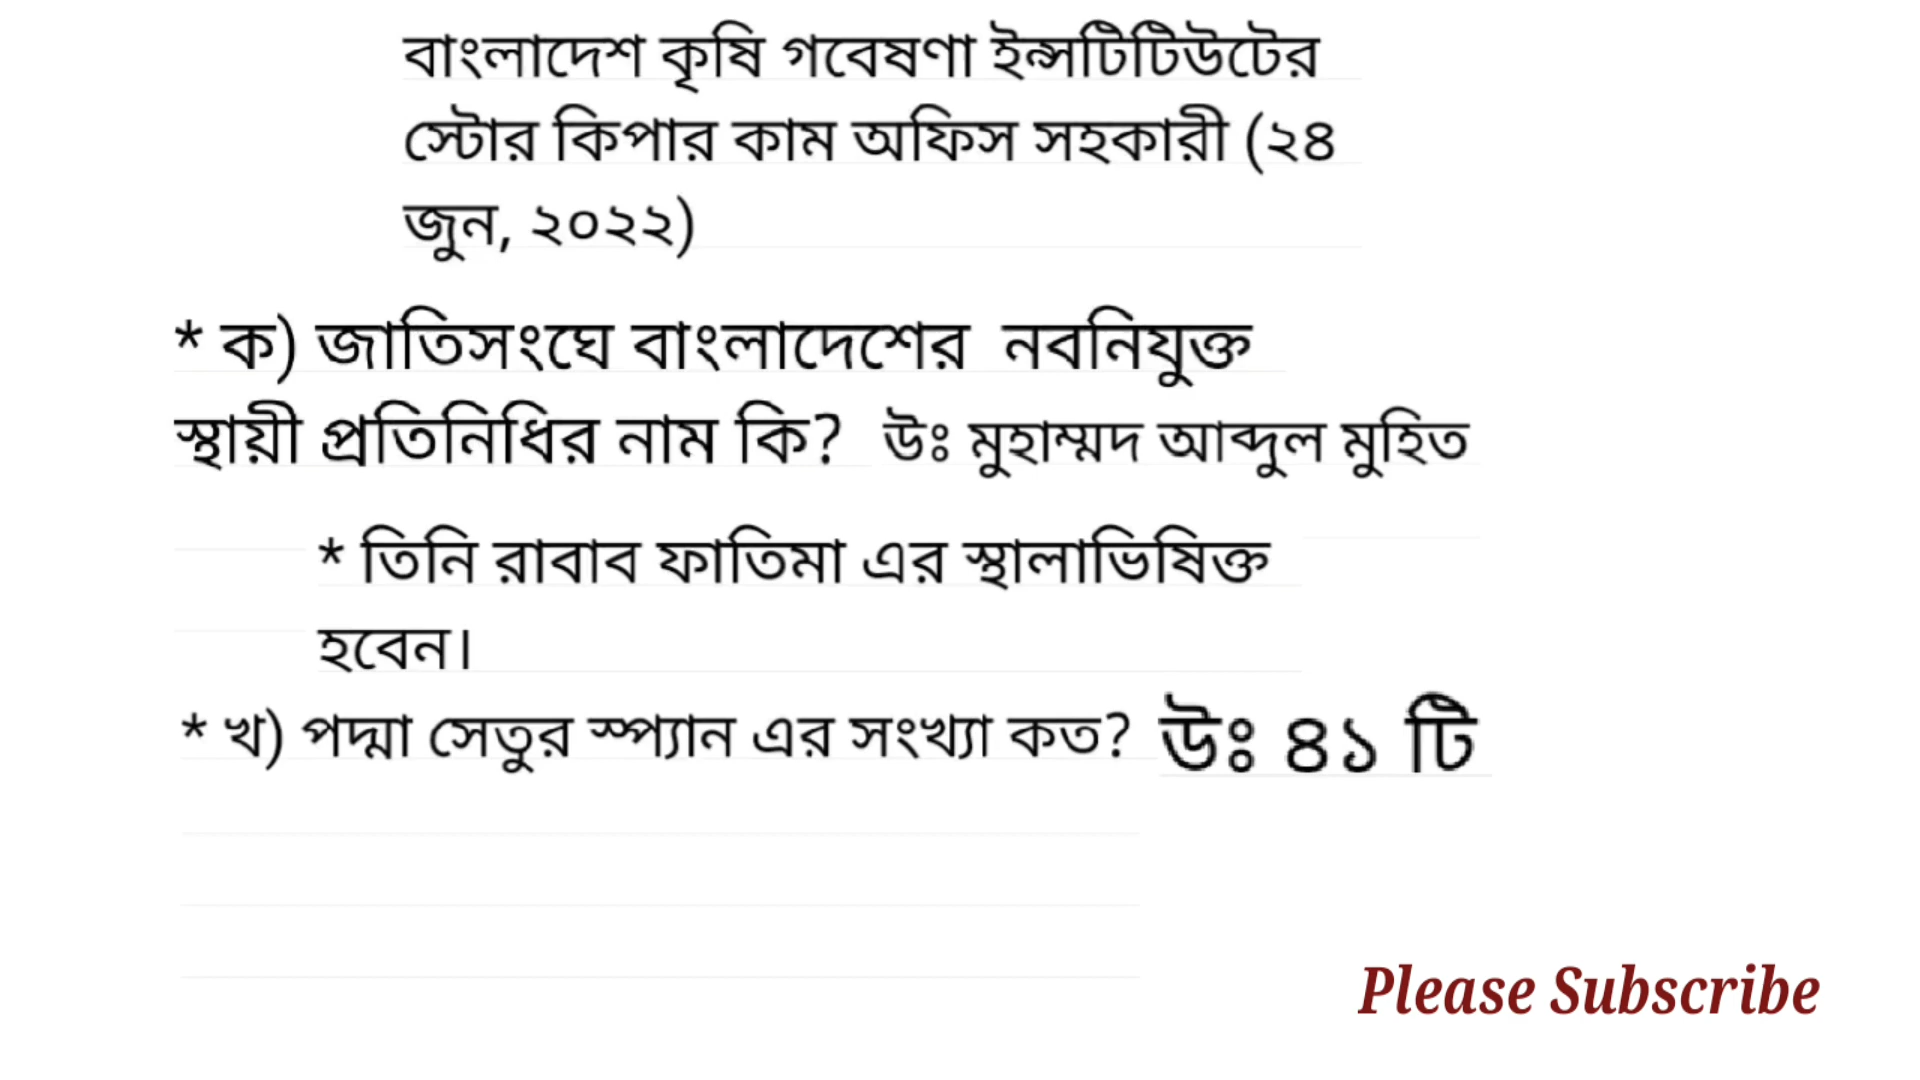 বাংলাদেশ কৃষি গবেষণা ইন্সটিটিউটের
স্টোর কিপার কাম অফিস সহকারী (২৪
জুন, ২০২২)
* ক) জাতিসংঘে বাংলাদেশের নবনিযুক্ত
স্থায়ী প্রতিনিধির নাম কি? উঃ মুহাম্মদ আব্দুল মুহিত
* তিনি রাবাব ফাতিমা এর স্থালাভিষিক্ত
হবেন।
* খ) পদ্মা সেতুর স্প্যান এর সংখ্যা কত? উঃ ৪১ টি
Please Subscribe